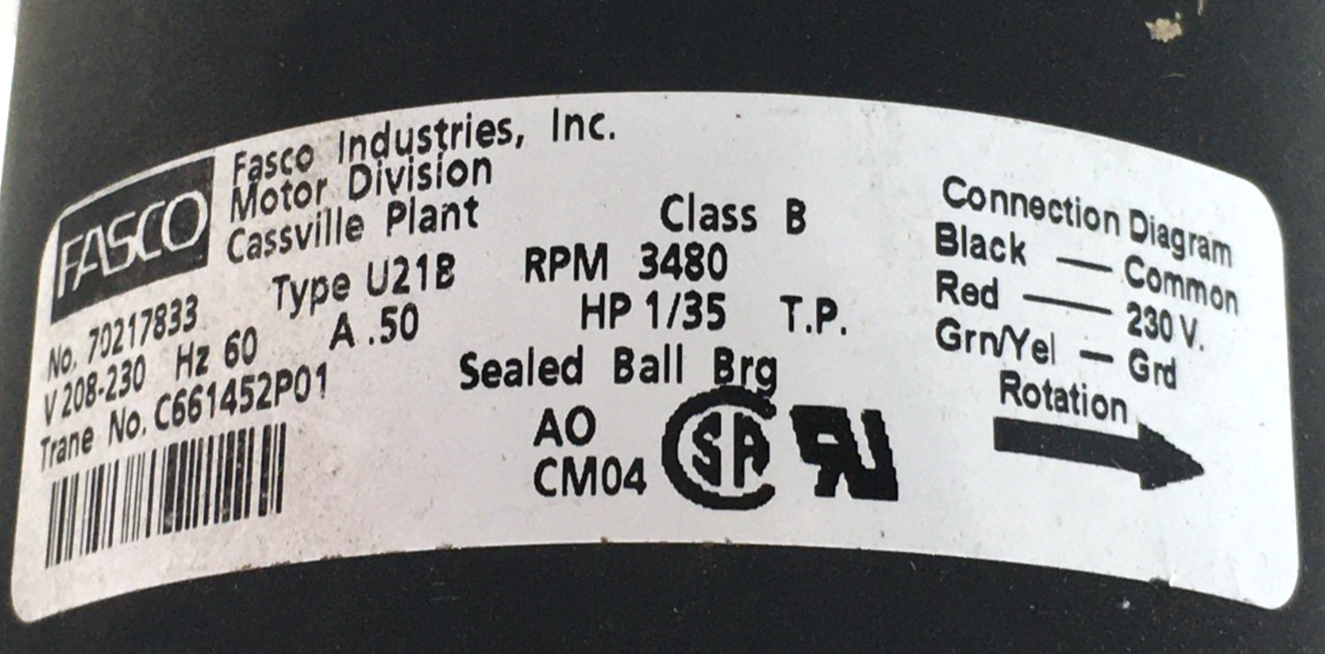 FASCO
Fasco Industries, Inc.
Motor Division
Cassville Plant
No. 70217833
Type U21B
V 208-230 Hz 60
A .50
Trane No. C661452P01
Class B
RPM 3480
HP 1/35 T.P.
Sealed Ball Brg
AO
CM04
SA
RU
Connection Diagram
Black — Common
Red — 230 V.
Grn/Yel — Grd
Rotation